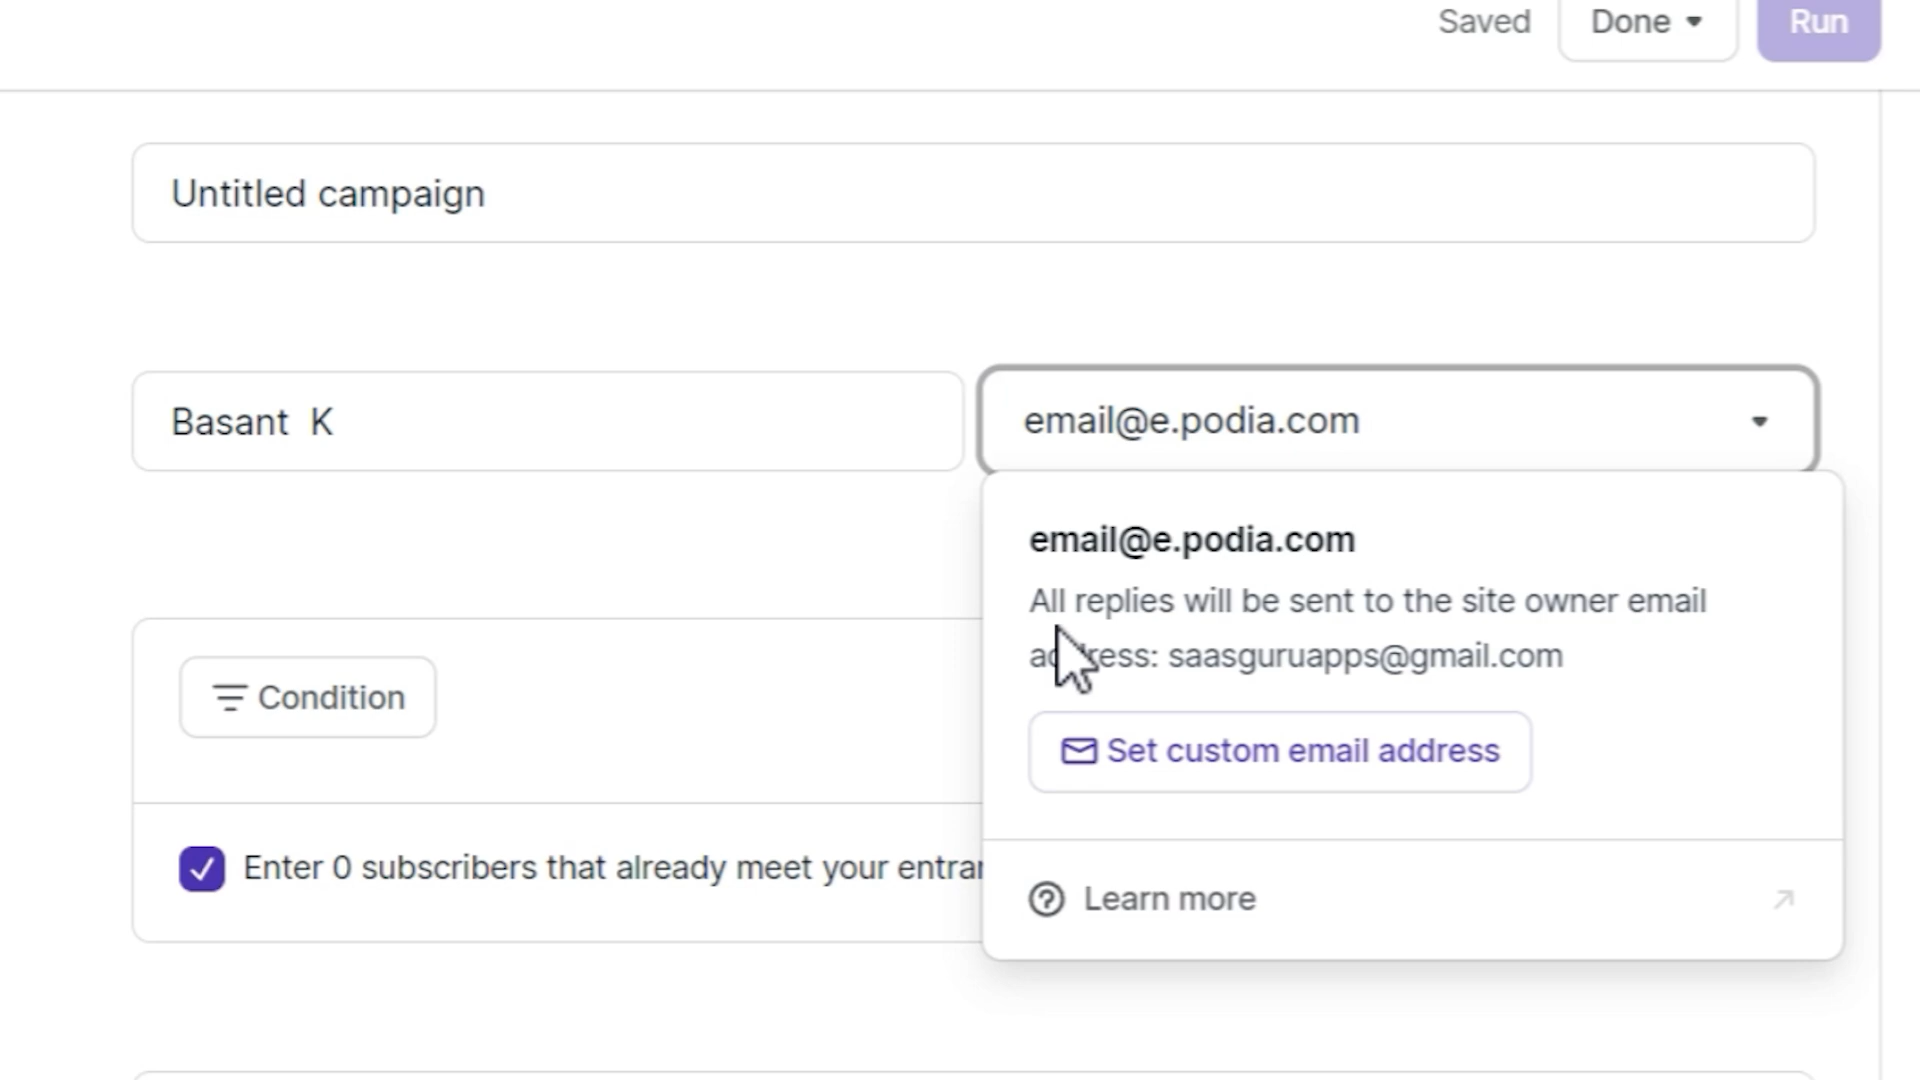 Saved Done Run
Untitled campaign
Basant K
email@e.podia.com
email@e.podia.com
All replies will be sent to the site owner email
address: saasguruapps@gmail.com
Condition
Set custom email address
Enter 0 subscribers that already meet your
Learn more